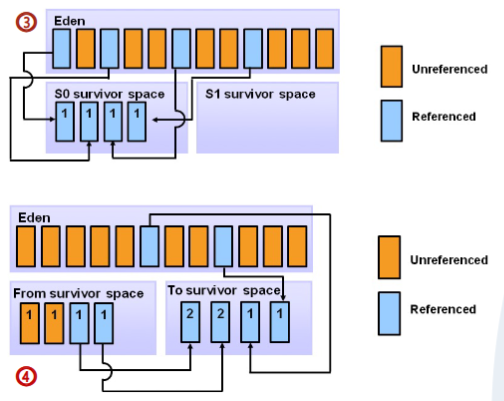 ③
Eden
S0 survivor space
S1 survivor space
1 1 1 1
Unreferenced
Referenced
Eden
From survivor space
To survivor space
1 1 1 1
2 2 1 1
Unreferenced
Referenced
④